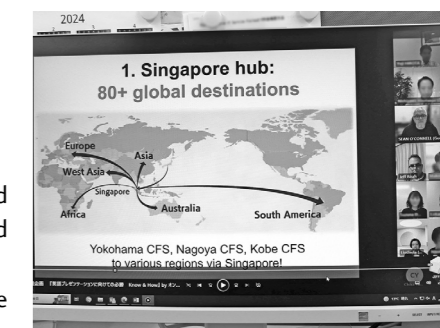 2024
1. Singapore hub:
80+ global destinations
Europe
Asia
West Asia
Singapore
Africa
Australia
South America
Yokohama CFS, Nagoya CFS, Kobe CFS
to various regions via Singapore!
d
d
e
CY